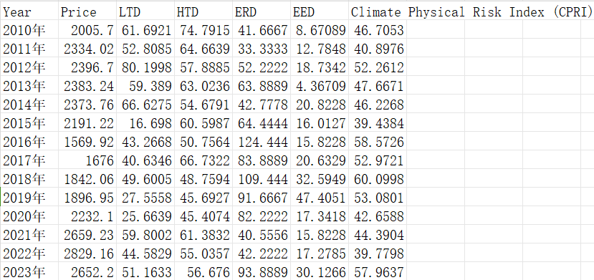 Year Price LTD HTD ERD EED Climate Physical Risk Index (CPRI)
2010年 2005.7 61.6921 74.7915 41.6667 8.67089 46.7053
2011年 2334.02 52.8085 64.6639 33.3333 12.7848 40.8976
2012年 2396.7 80.1998 57.8885 52.2222 18.7342 52.2612
2013年 2383.24 59.389 63.0236 63.8889 4.36709 47.6671
2014年 2373.76 66.6275 54.6791 42.7778 20.8228 46.2268
2015年 2191.22 16.698 60.5987 64.4444 16.0127 39.4384
2016年 1569.92 43.2668 50.7564 124.444 15.8228 58.5726
2017年 1676 40.6346 66.7322 83.8889 20.6329 52.9721
2018年 1842.06 49.6005 48.7594 109.444 32.5949 60.0998
2019年 1896.95 27.5558 45.6927 91.6667 47.4051 53.0801
2020年 2232.1 25.6639 45.4074 82.2222 17.3418 42.6588
2021年 2659.23 59.8002 61.3832 40.5556 15.8228 44.3904
2022年 2829.16 44.5829 55.0357 42.2222 17.2785 39.7798
2023年 2652.2 51.1633 56.676 93.8889 30.1266 57.9637